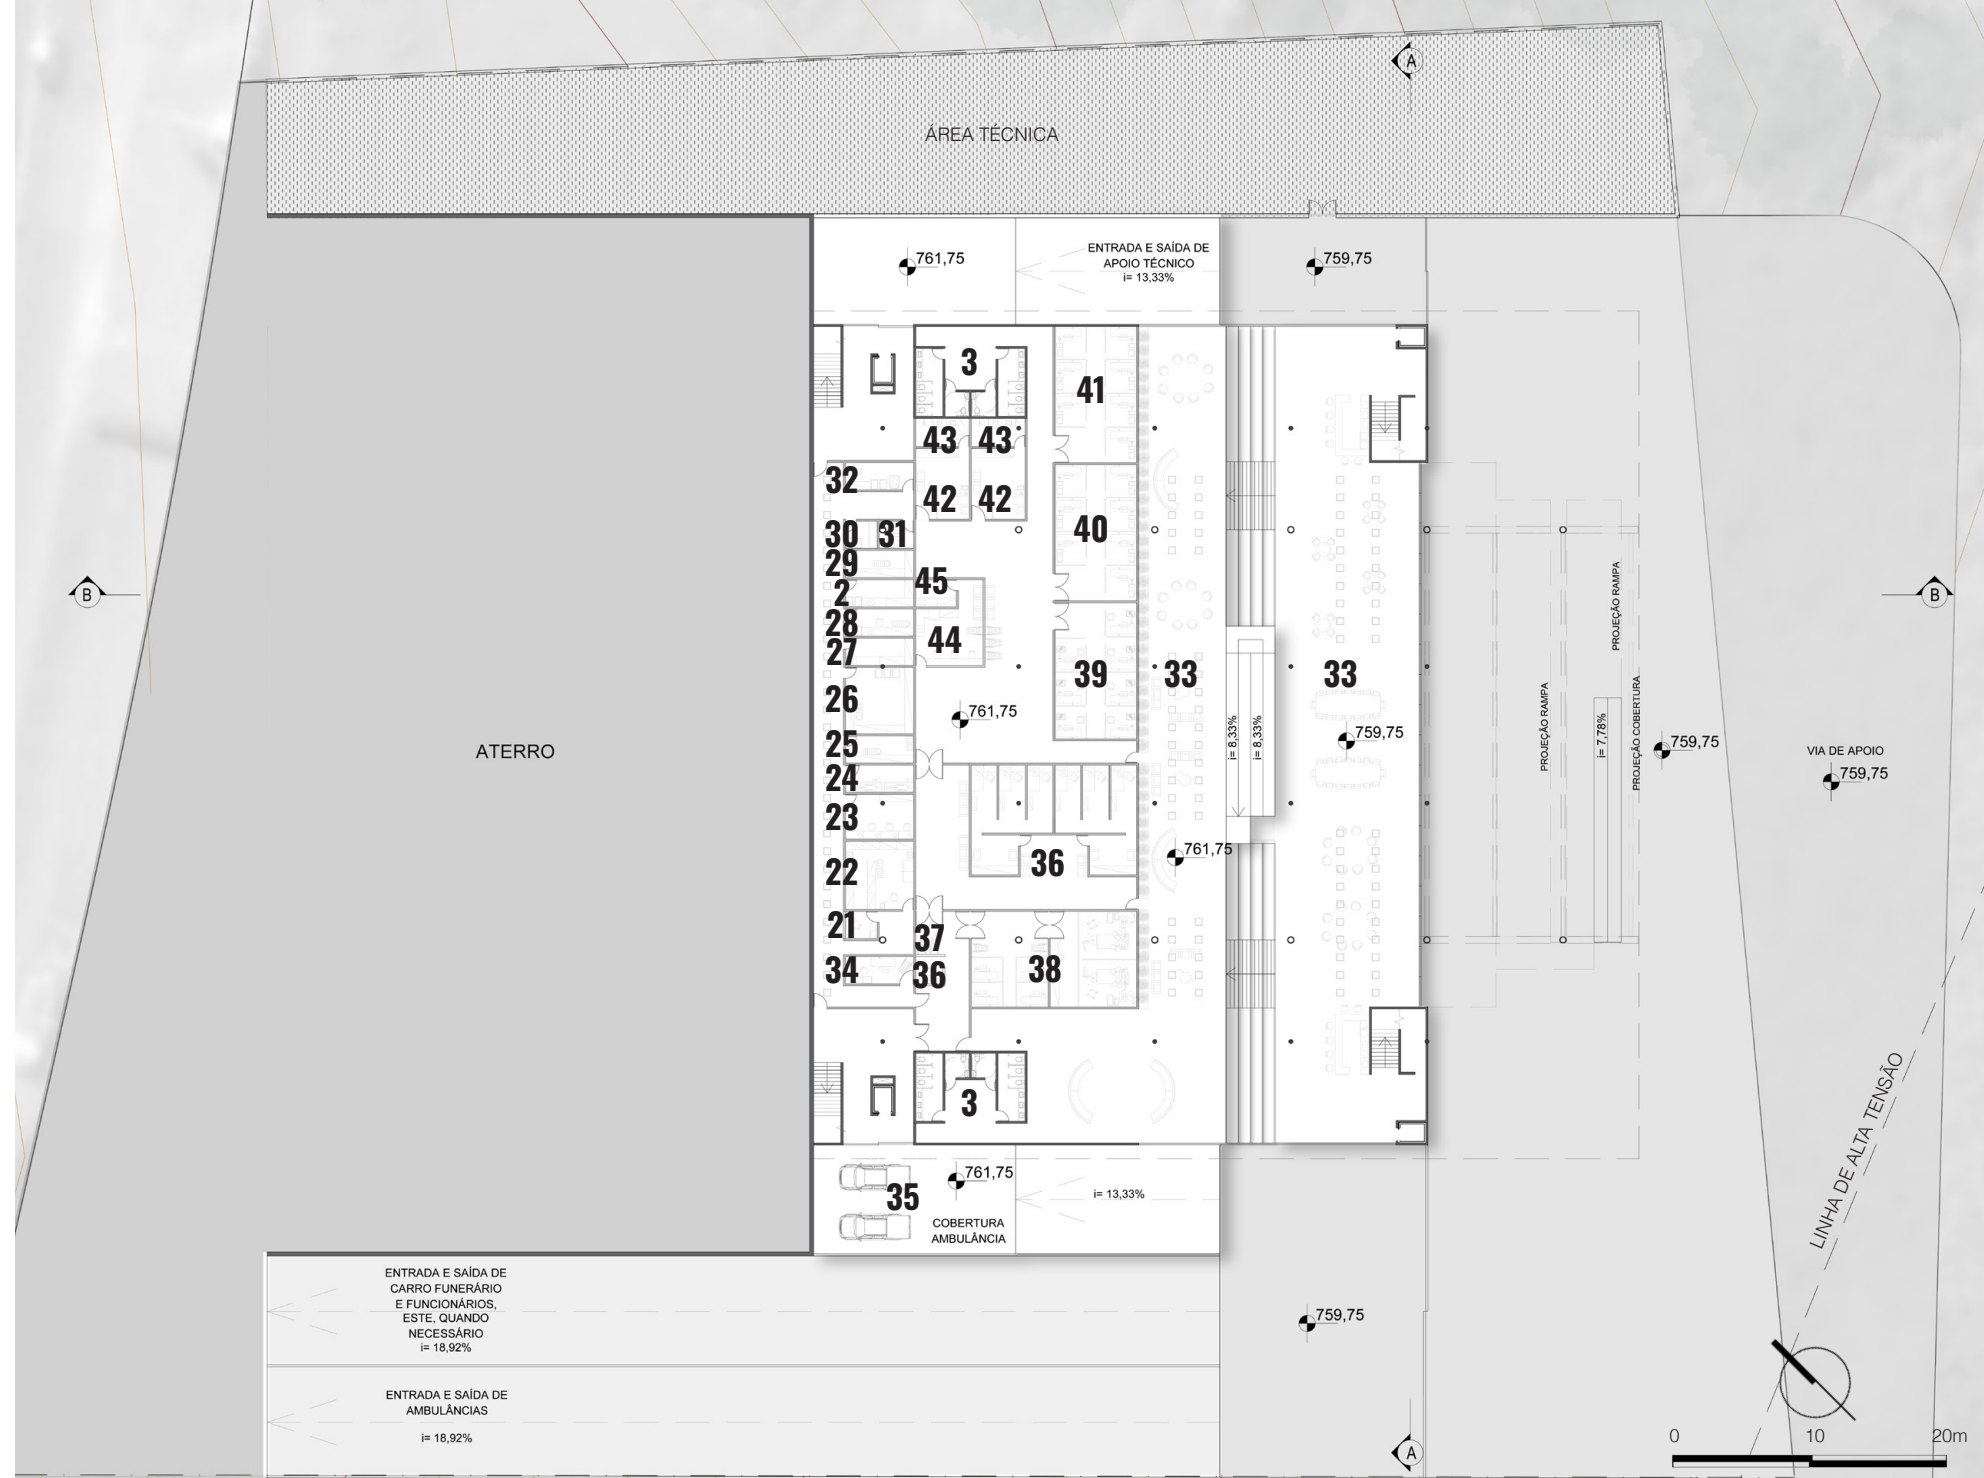 A
ÁREA TÉCNICA
761,75
ENTRADA E SAÍDA DE
APOIO TÉCNICO
i= 13,33%
759,75
3
41
43
43
32
42
42
30
31
40
29
45
2
B
B
28
44
27
39
33
33
26
761,75
25
24
23
22
36
21
37
34
36
38
i= 8,33%
i= 8,33%
761,75
759,75
PROJEÇÃO RAMPA
PROJEÇÃO RAMPA
i= 7,78%
PROJEÇÃO COBERTURA
759,75
VIA DE APOIO
759,75
ATERRO
3
35
761,75
COBERTURA
AMBULÂNCIA
i= 13,33%
LINHA DE ALTA TENSÃO
ENTRADA E SAÍDA DE
CARRO FUNERÁRIO
E FUNCIONÁRIOS,
ESTE, QUANDO
NECESSÁRIO
i= 18,92%
759,75
ENTRADA E SAÍDA DE
AMBULÂNCIAS
i= 18,92%
A
0 10 20m